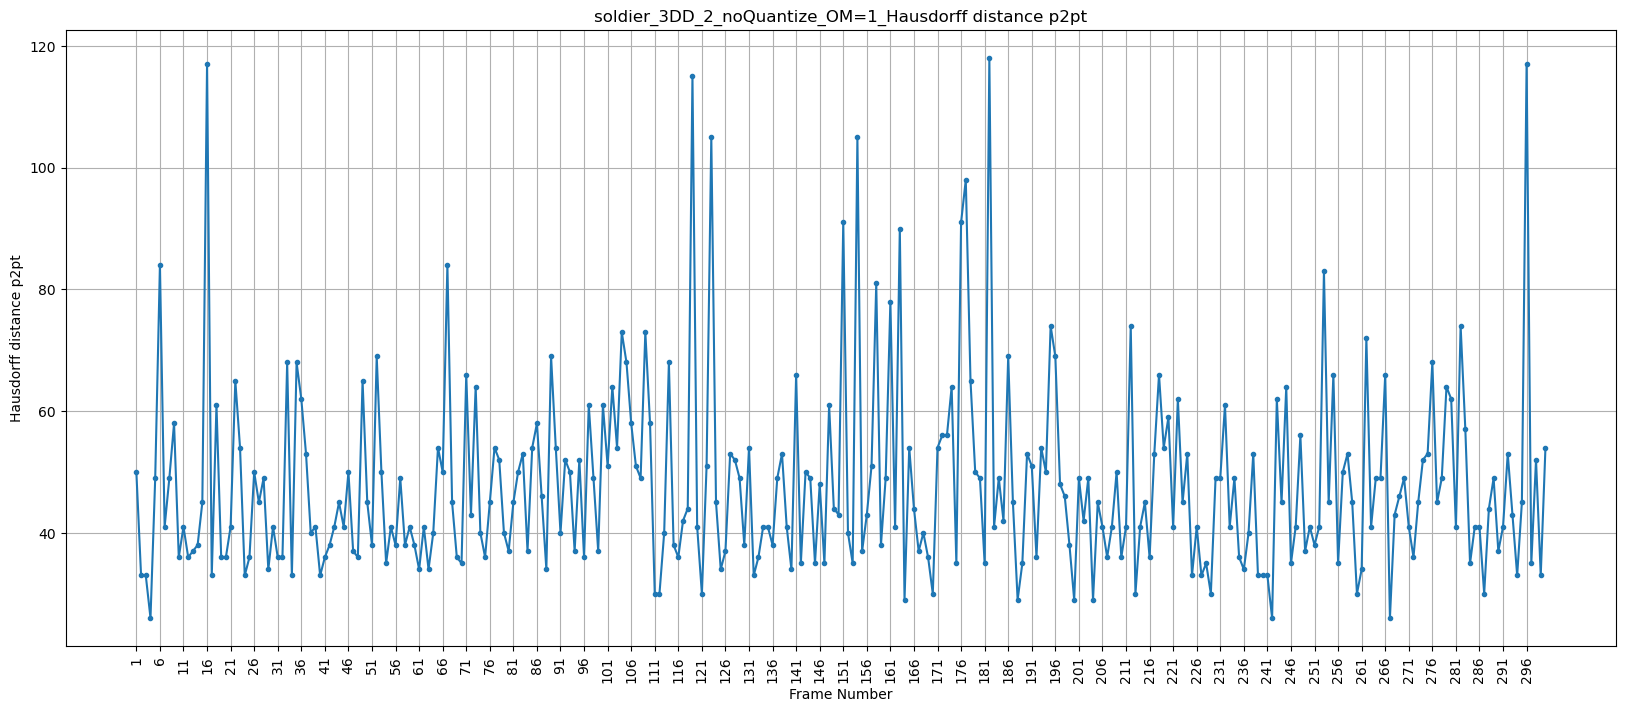 soldier_3DD_2_noQuantize_OM=1_Hausdorff distance p2pt
Hausdorff distance p2pt
120
100
80
60
40
1 6 11 16 21 26 31 36 41 46 51 56 61 66 71 76 81 86 91 96 101 106 111 116 121 126 131 136 141 146 151 156 161 166 171 176 181 186 191 196 201 206 211 216 221 226 231 236 241 246 251 256 261 266 271 276 281 286 291 296
Frame Number